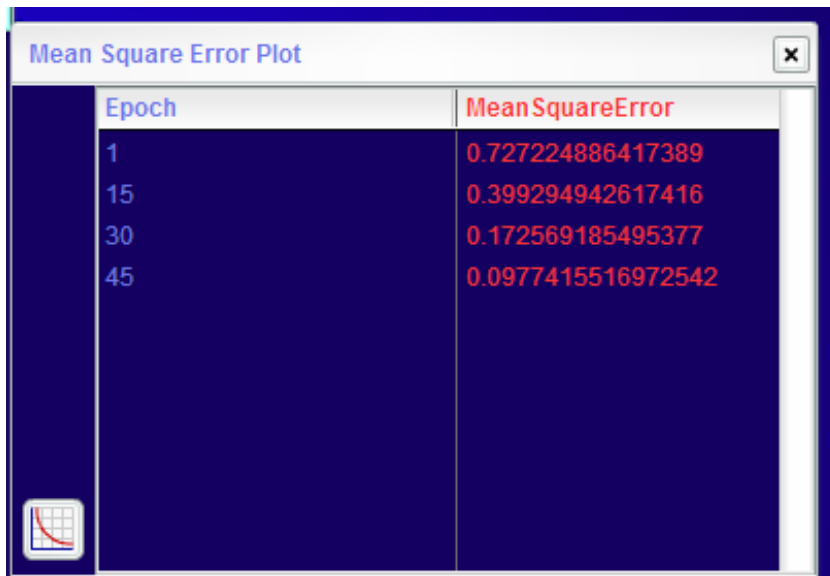 Mean Square Error Plot
Epoch MeanSquareError
1 0.727224886417389
15 0.399294942617416
30 0.172569185495377
45 0.0977415516972542